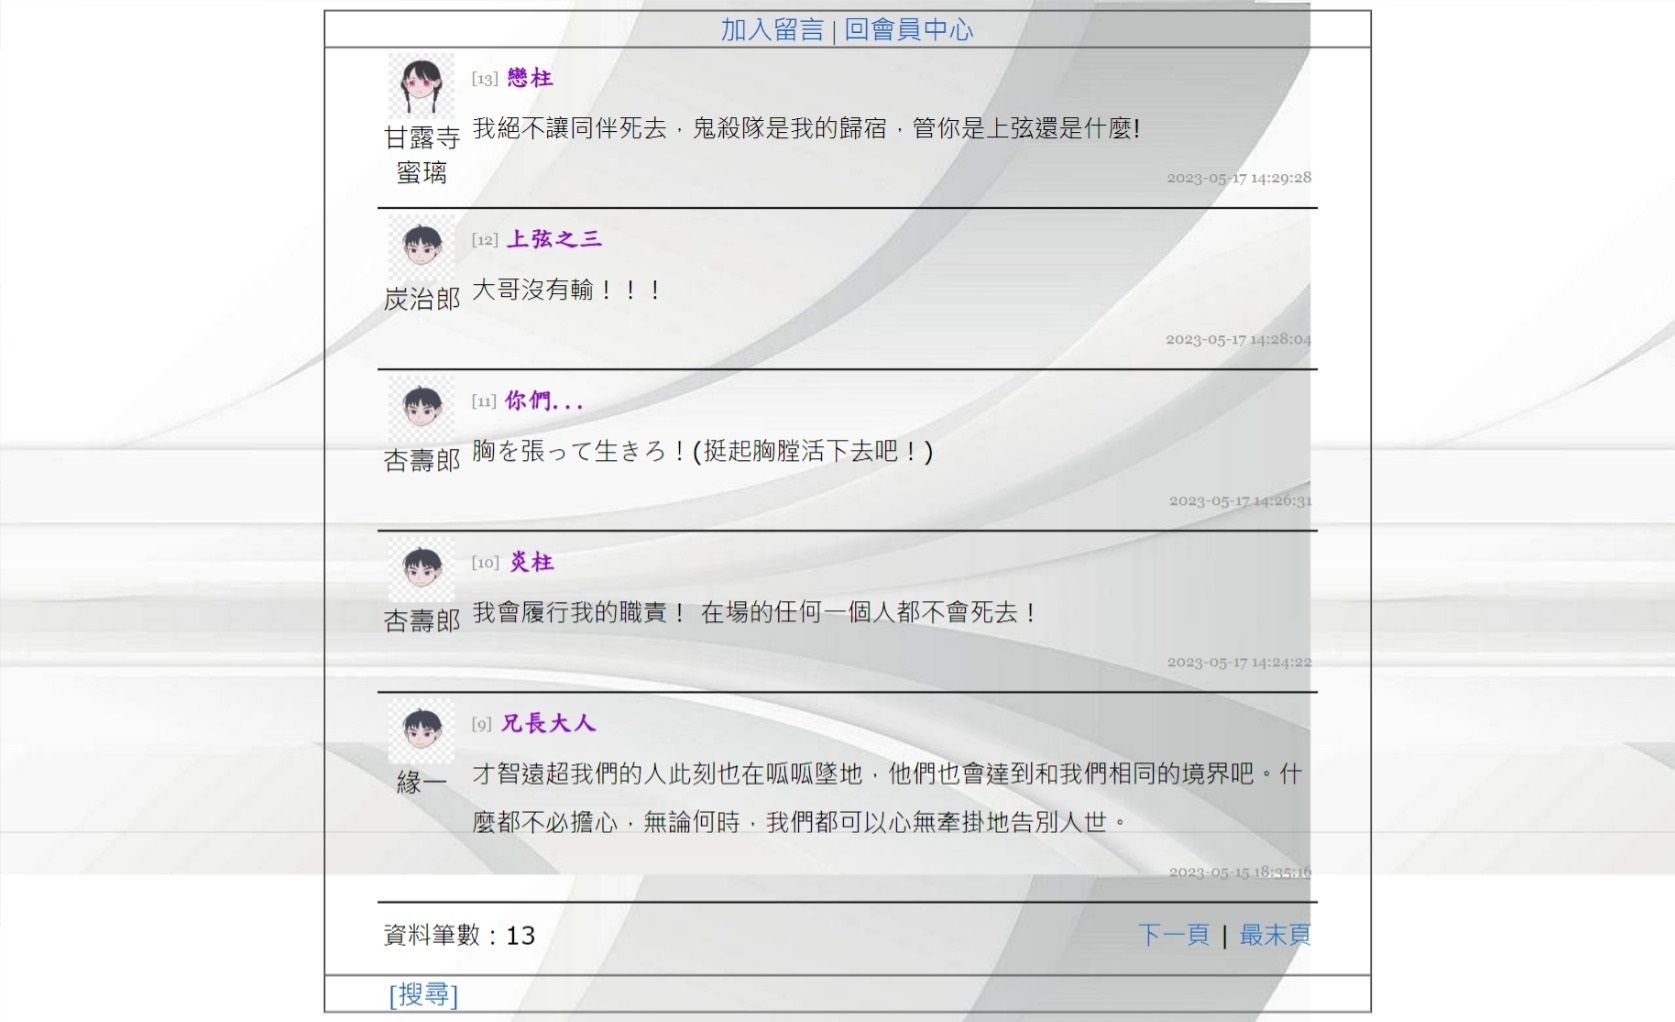 加入留言 | 回會員中心
[13] 戀柱
甘露寺
蜜璃
我絕不讓同伴死去，鬼殺隊是我的歸宿，管你是上弦還是什麼!
2023-05-17 14:29:28
[12] 上弦之三
炭治郎
大哥沒有輸！！！
2023-05-17 14:28:04
[11] 你們...
杏壽郎
胸を張って生きろ！(挺起胸膛活下去吧！)
2023-05-17 14:26:31
[10] 炎柱
杏壽郎
我會履行我的職責！ 在場的任何一個人都不會死去！
2023-05-17 14:24:22
[9] 兄長大人
緣一
才智遠超我們的人此刻也在呱呱墜地，他們也會達到和我們相同的境界吧。什
麼都不必擔心，無論何時，我們都可以心無牽掛地告別人世。
2023-05-15 18:35:16
資料筆數：13
下一頁 | 最末頁
[搜尋]